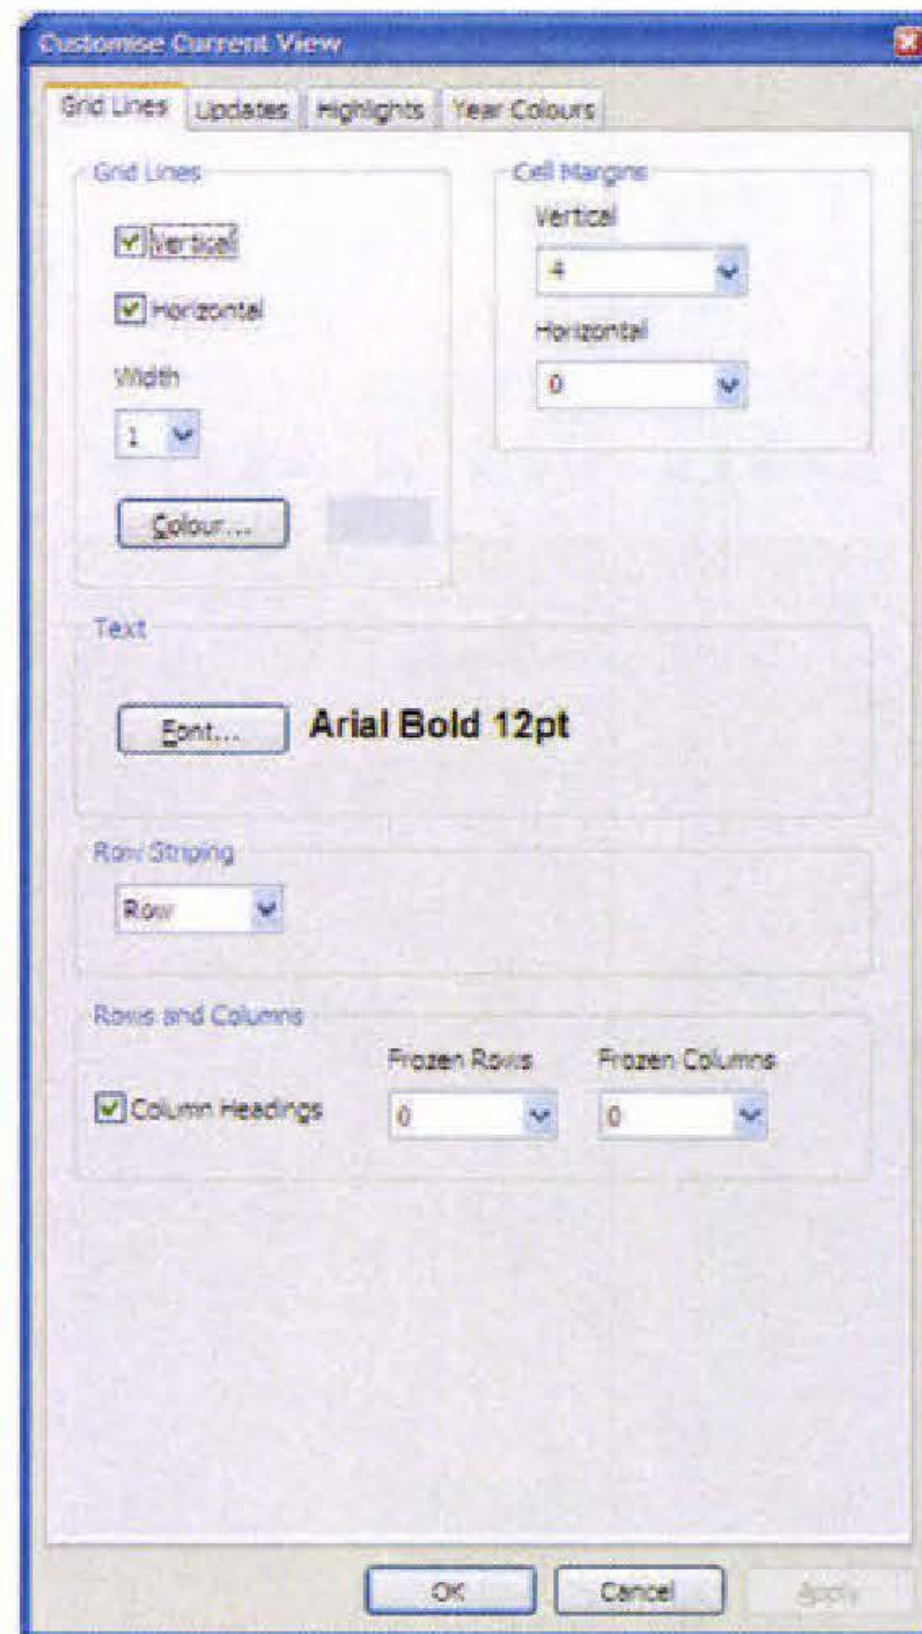 Customise Current View
Grid Lines Updates Highlights Year Colours
Grid Lines
Vertical
Horizontal
Width
1
Colour...
Cell Margins
Vertical
4
Horizontal
0
Text
Font... Arial Bold 12pt
Row Striping
Row
Rows and Columns
Column Headings
Frozen Rows
0
Frozen Columns
0
OK Cancel Apply